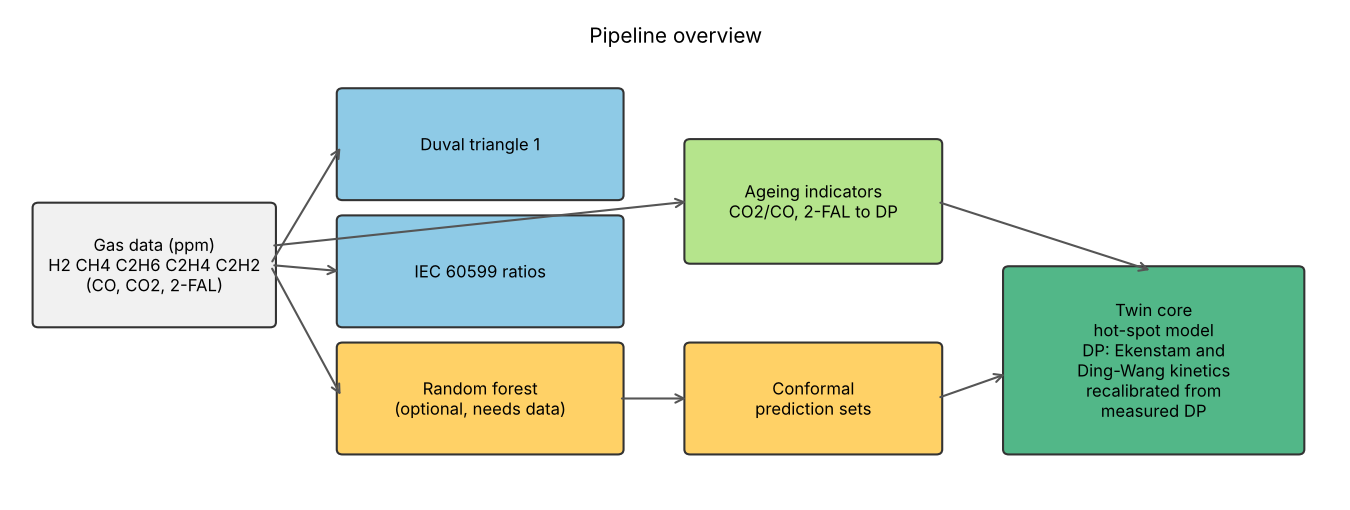 Pipeline overview
Gas data (ppm)
H2 CH4 C2H6 C2H4 C2H2
(CO, CO2, 2-FAL)
Duval triangle 1
IEC 60599 ratios
Random forest
(optional, needs data)
Ageing indicators
CO2/CO, 2-FAL to DP
Conformal
prediction sets
Twin core
hot-spot model
DP: Ekenstam and
Ding-Wang kinetics
recalibrated from
measured DP